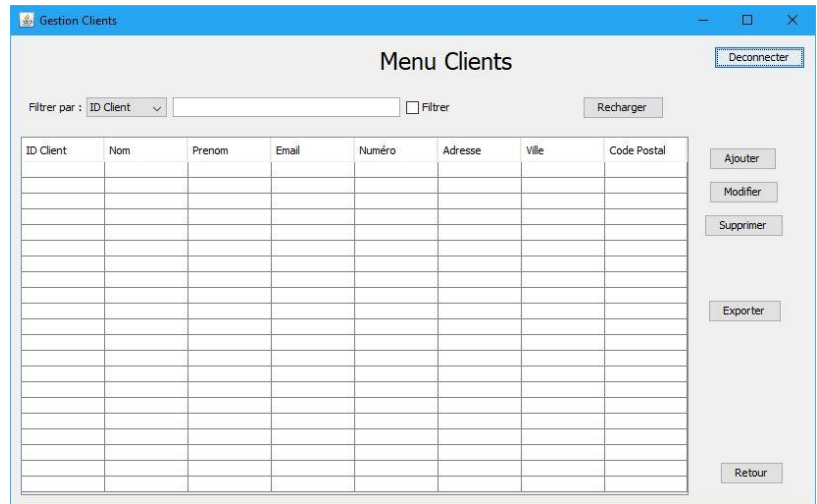 Gestion Clients
Menu Clients
Deconnecter
Filtrer par : ID Client Filtrer Recharger
ID Client Nom Prenom Email Numéro Adresse Ville Code Postal
Ajouter
Modifier
Supprimer
Exporter
Retour